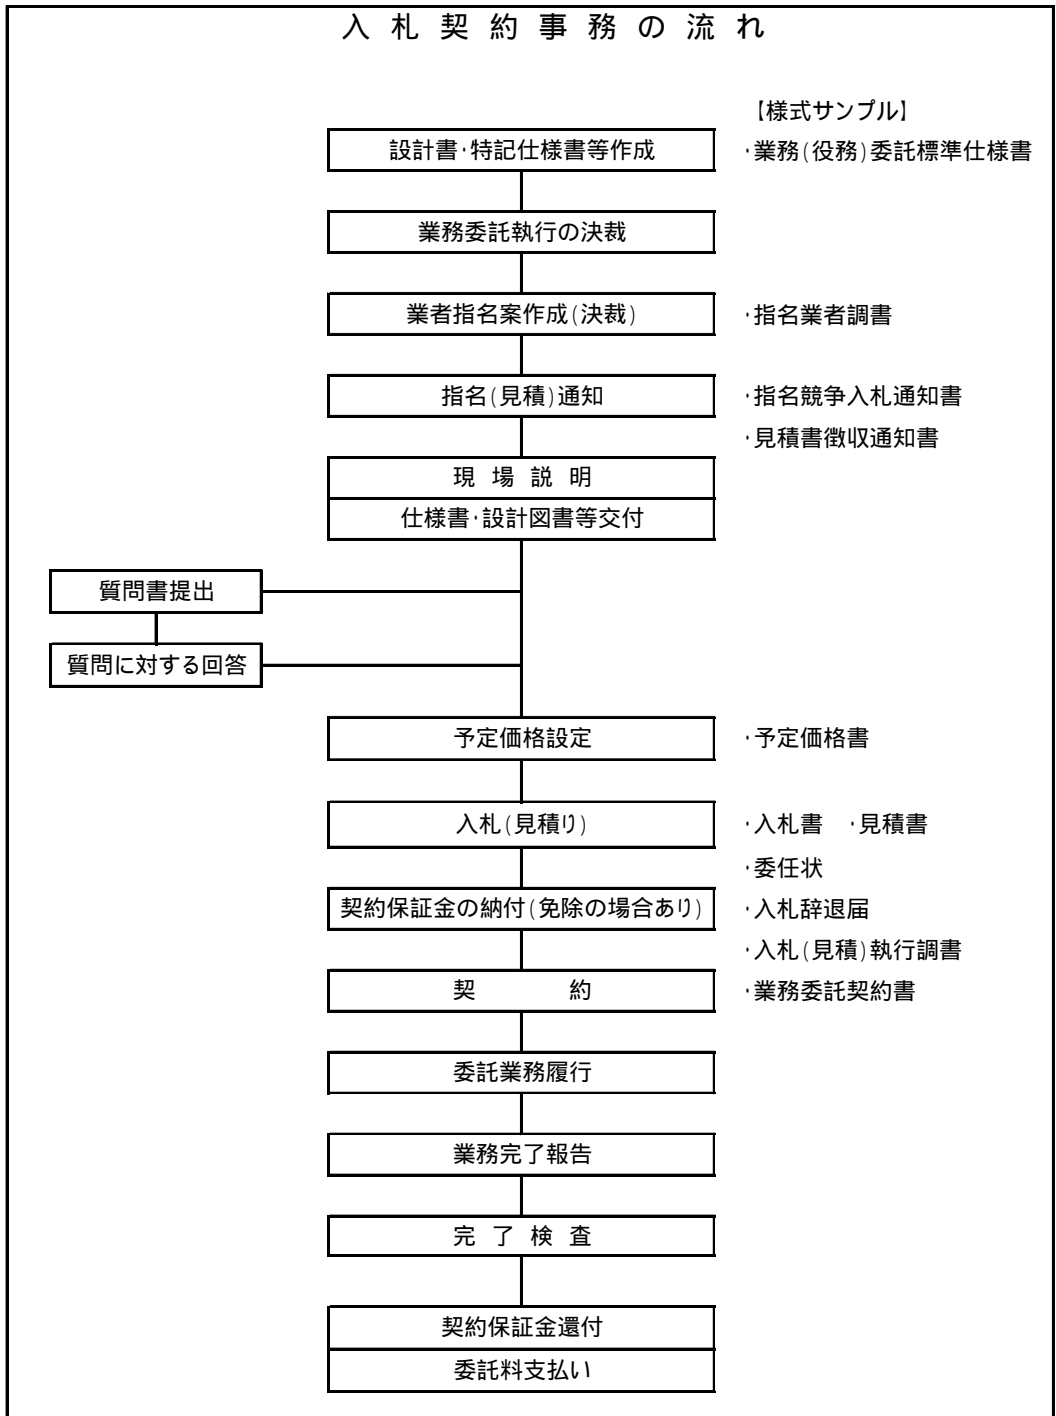 入札契約事務の流れ
【様式サンプル】
設計書・特記仕様書等作成 ・業務(役務)委託標準仕様書
業務委託執行の決裁
業者指名案作成(決裁) ・指名業者調書
指名(見積)通知 ・指名競争入札通知書
・見積書徴収通知書
現場説明
仕様書・設計図書等交付
質問書提出
質問に対する回答
予定価格設定 ・予定価格書
入札(見積り) ・入札書 ・見積書
・委任状
契約保証金の納付(免除の場合あり) ・入札辞退届
・入札(見積)執行調書
契約 ・業務委託契約書
委託業務履行
業務完了報告
完了検査
契約保証金還付
委託料支払い